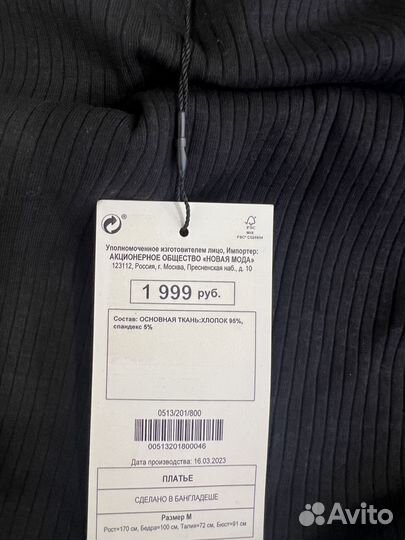 FSC
MIX
Уполномоченное изготовителем лицо, Импортер:
АКЦИОНЕРНОЕ ОБЩЕСТВО «НОВАЯ МОДА»
123112, Россия, г. Москва, Пресненская наб., д. 10
1 999 руб.
Состав: ОСНОВНАЯ ТКАНЬ:ХЛОПОК 95%,
спандекс 5%
0513/201/800
00513201800046
Дата производства: 16.03.2023
ПЛАТЬЕ
СДЕЛАНО В БАНГЛАДЕШЕ
Размер M
Рост=170 см, Бедра=100 см, Талия=72 см, Бюст=91 см
Avito